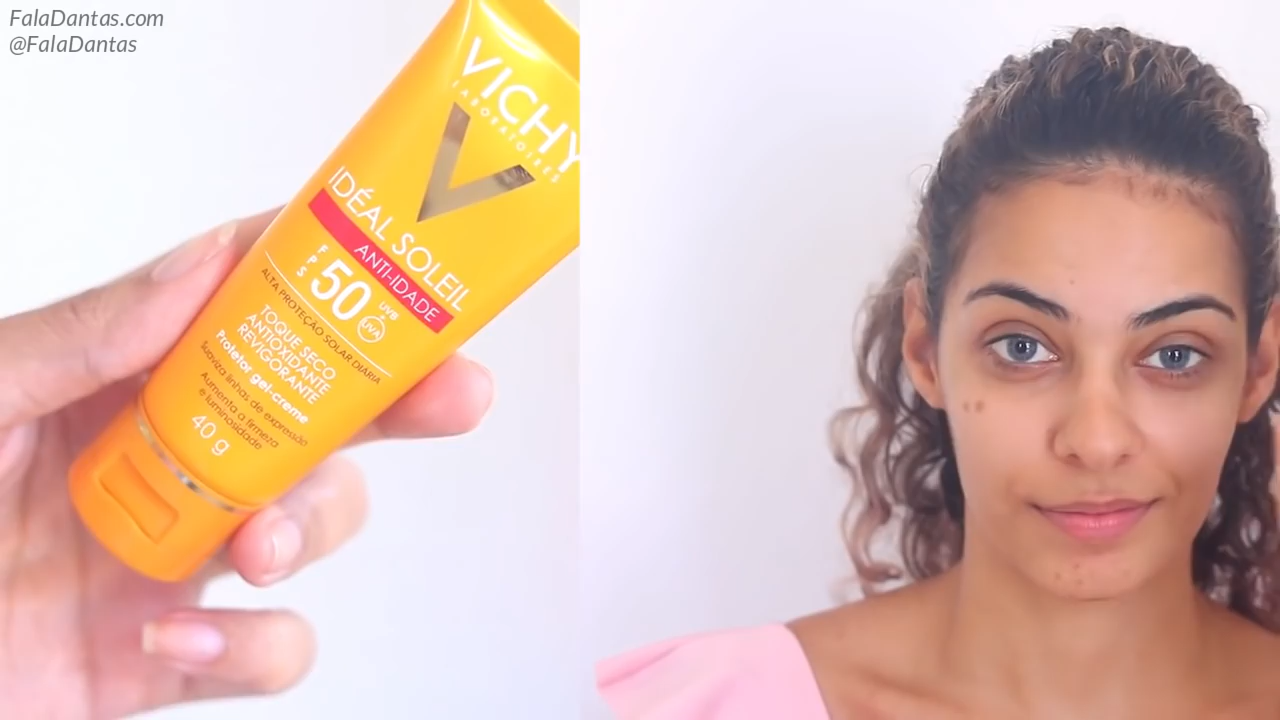 FalaDantas.com
@FalaDantas
VICHY
LABORATOIRES
IDÉAL SOLEIL
ANTI-IDADE
FPS 50 UVB + UVA
ALTA PROTEÇÃO SOLAR DIÁRIA
TOQUE SECO
ANTIOXIDANTE
REVIGORANTE
Protetor gel-creme
Suaviza linhas de expressão
Aumenta a firmeza
e luminosidade
40 g